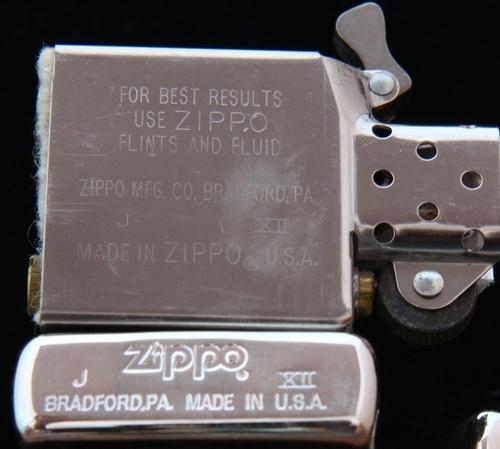 FOR BEST RESULTS
USE ZIPPO
FLINTS AND FLUID
ZIPPO MFG. CO. BRADFORD, PA.
J \ XII
MADE IN ZIPPO® U.S.A.
Zippo®
J XII
BRADFORD,PA. MADE IN U.S.A.